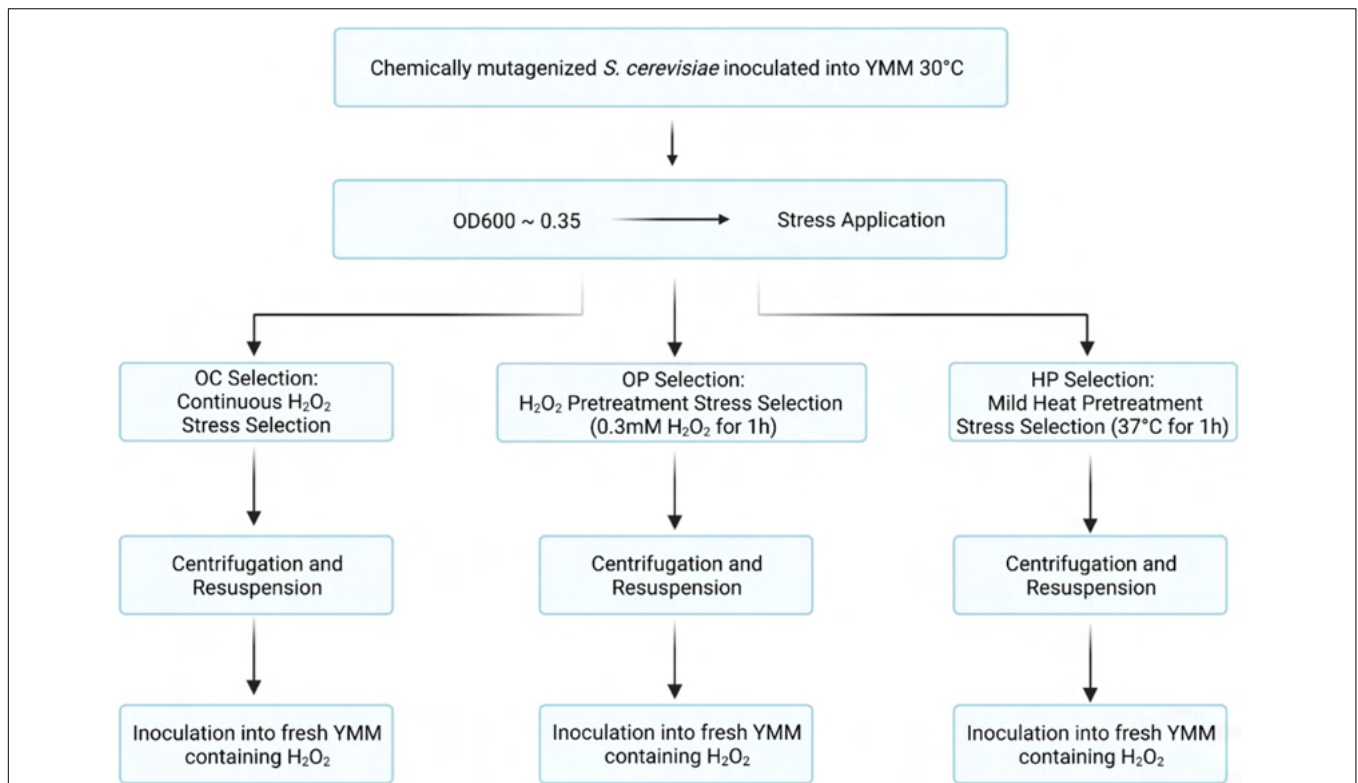 Chemically mutagenized S. cerevisiae inoculated into YMM 30°C
OD600 ~ 0.35
Stress Application
OC Selection:
Continuous H₂O₂
Stress Selection
OP Selection:
H₂O₂ Pretreatment Stress Selection
(0.3mM H₂O₂ for 1h)
HP Selection:
Mild Heat Pretreatment
Stress Selection (37°C for 1h)
Centrifugation and
Resuspension
Centrifugation and
Resuspension
Centrifugation and
Resuspension
Inoculation into fresh YMM
containing H₂O₂
Inoculation into fresh YMM
containing H₂O₂
Inoculation into fresh YMM
containing H₂O₂